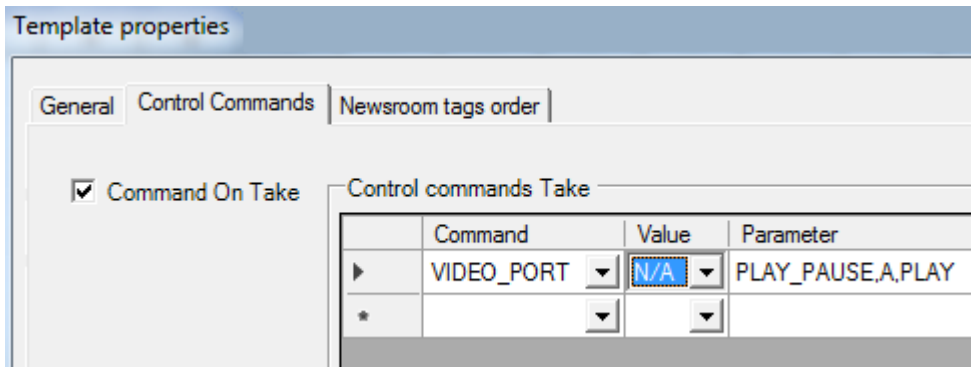 Template properties
General Control Commands Newsroom tags order
Command On Take Control commands Take
Command Value Parameter
VIDEO_PORT N/A PLAY_PAUSE,A,PLAY
*